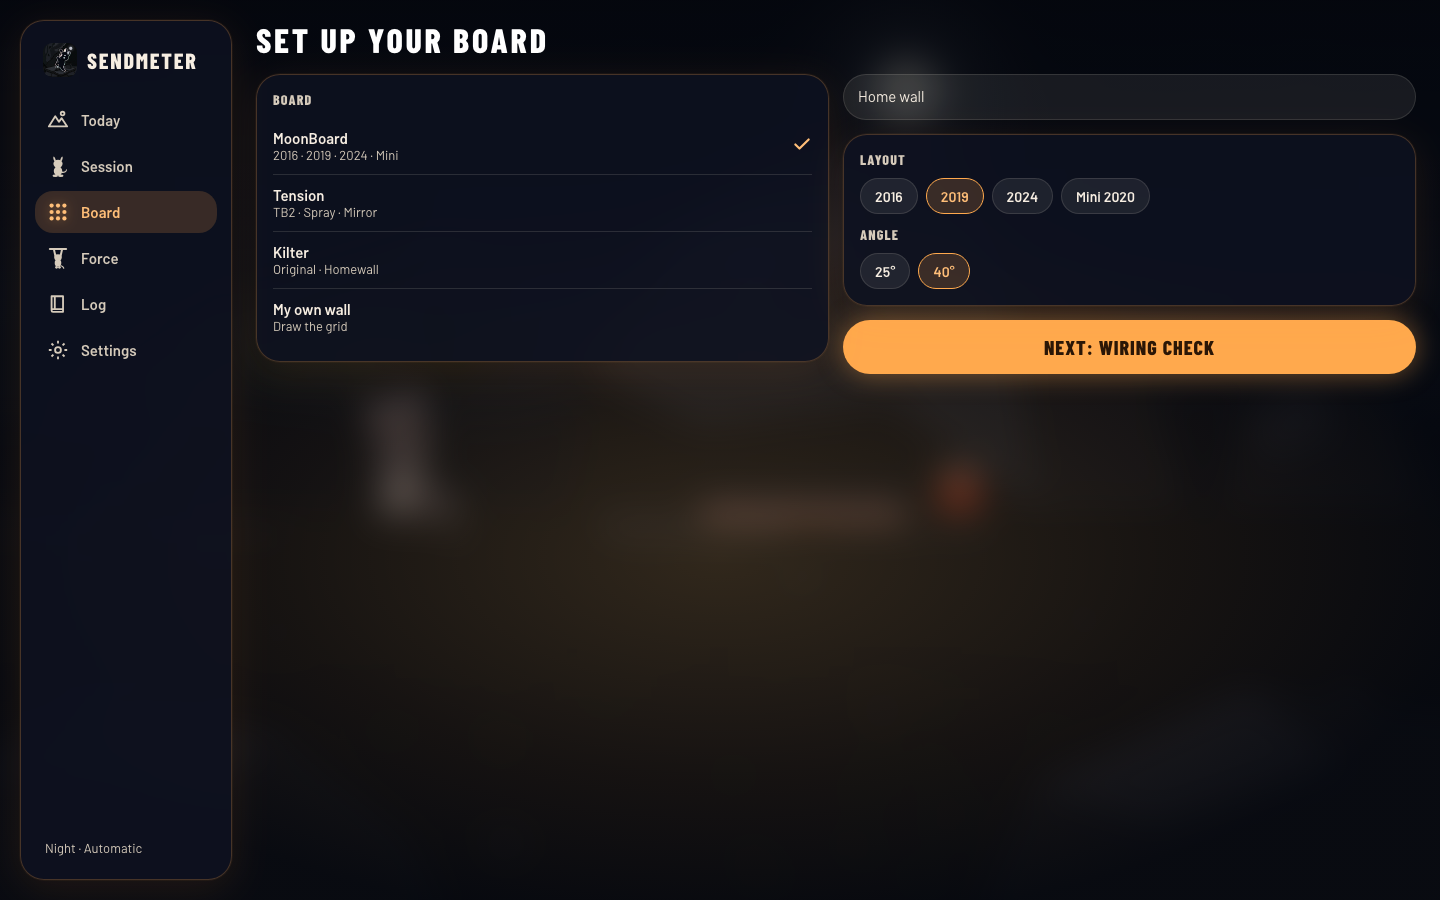 SENDMETER
Today
Session
Board
Force
Log
Settings
Night · Automatic
SET UP YOUR BOARD
BOARD
MoonBoard
2016 · 2019 · 2024 · Mini
Tension
TB2 · Spray · Mirror
Kilter
Original · Homewall
My own wall
Draw the grid
Home wall
LAYOUT
2016 2019 2024 Mini 2020
ANGLE
25° 40°
NEXT: WIRING CHECK